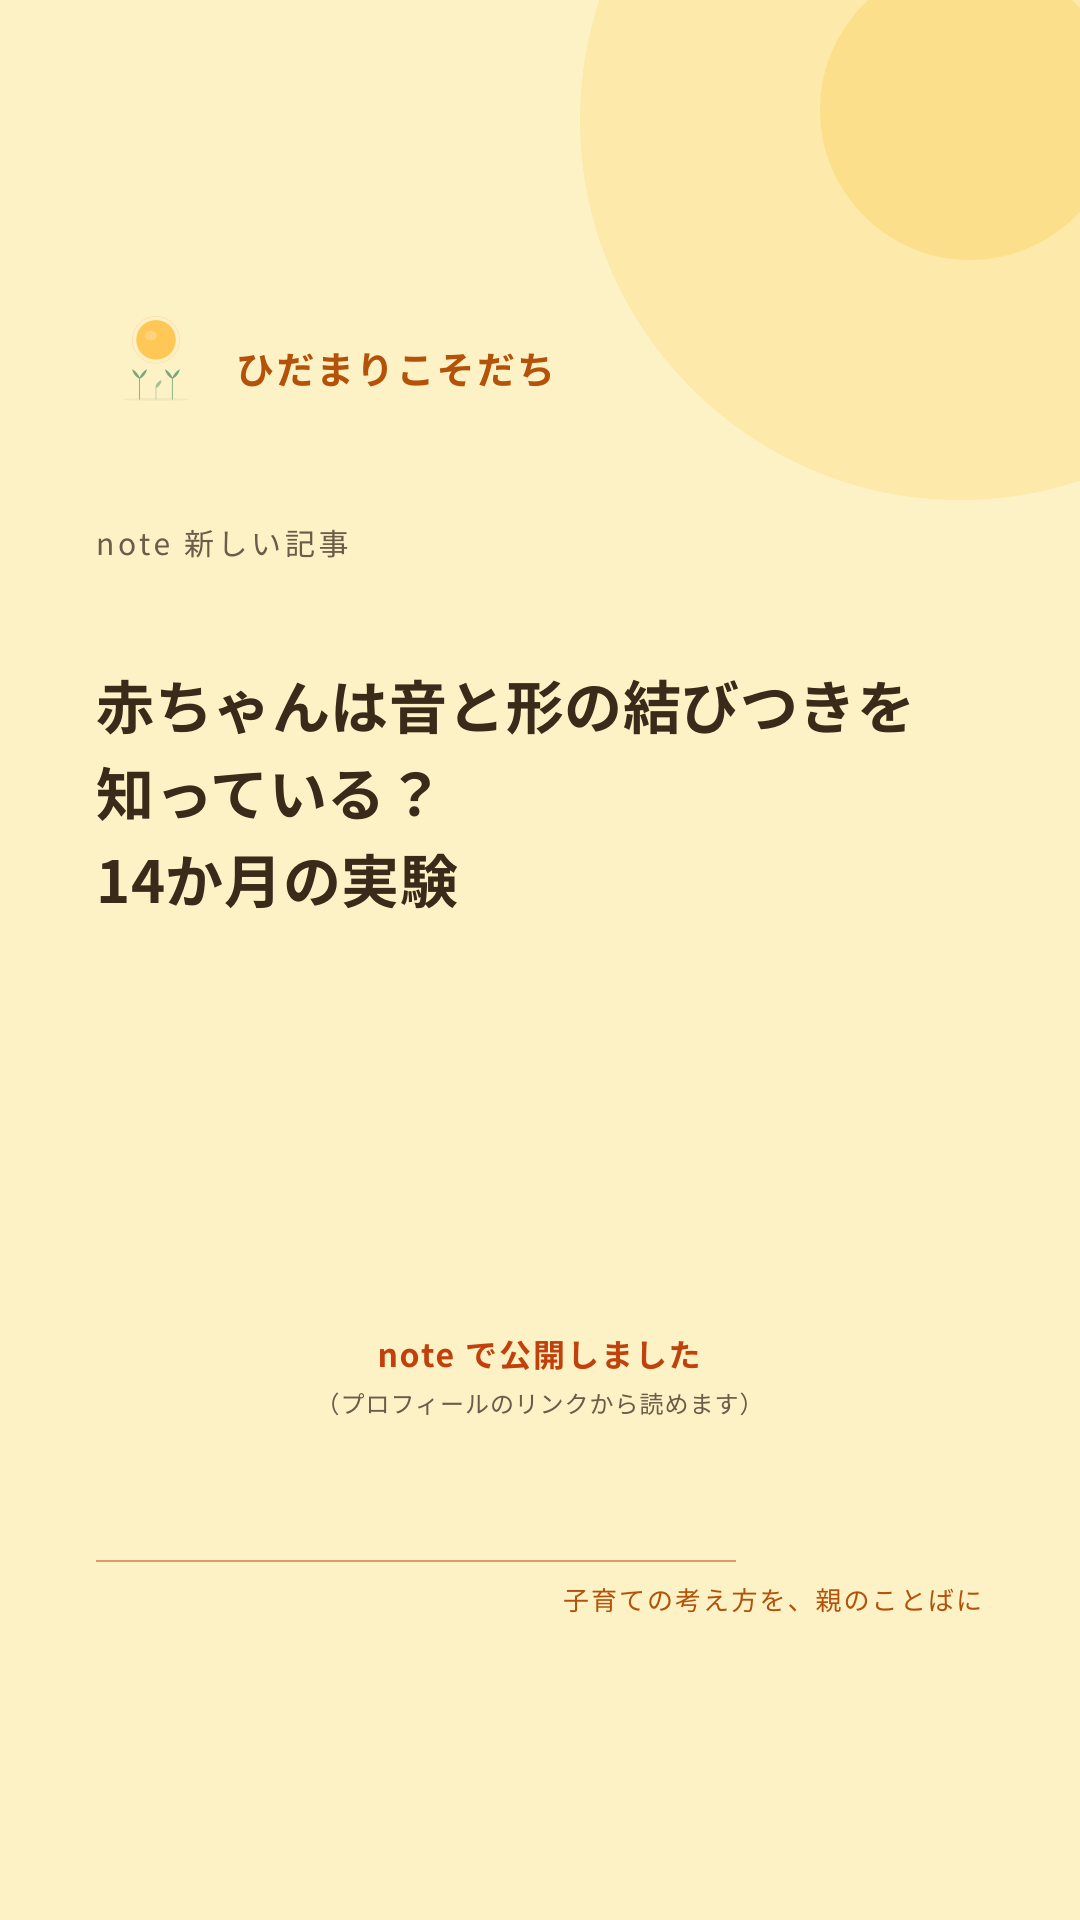 ひだまりこそだち
note 新しい記事
赤ちゃんは音と形の結びつきを
知っている？
14か月の実験
note で公開しました
（プロフィールのリンクから読めます）
子育ての考え方を、親のことばに